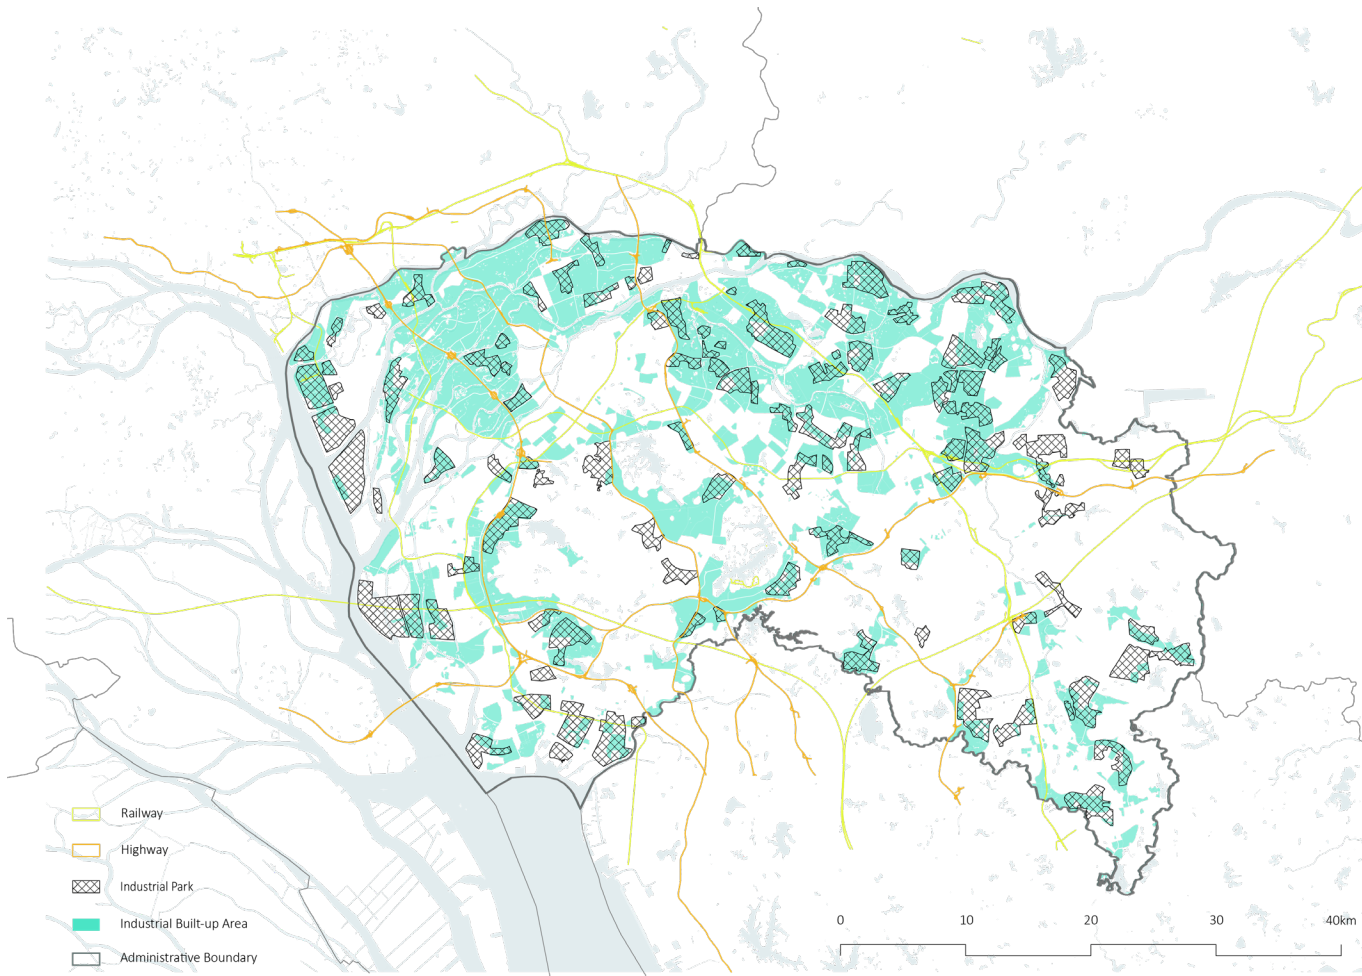 Railway
Highway
Industrial Park
Industrial Built-up Area
Administrative Boundary
0 10 20 30 40km